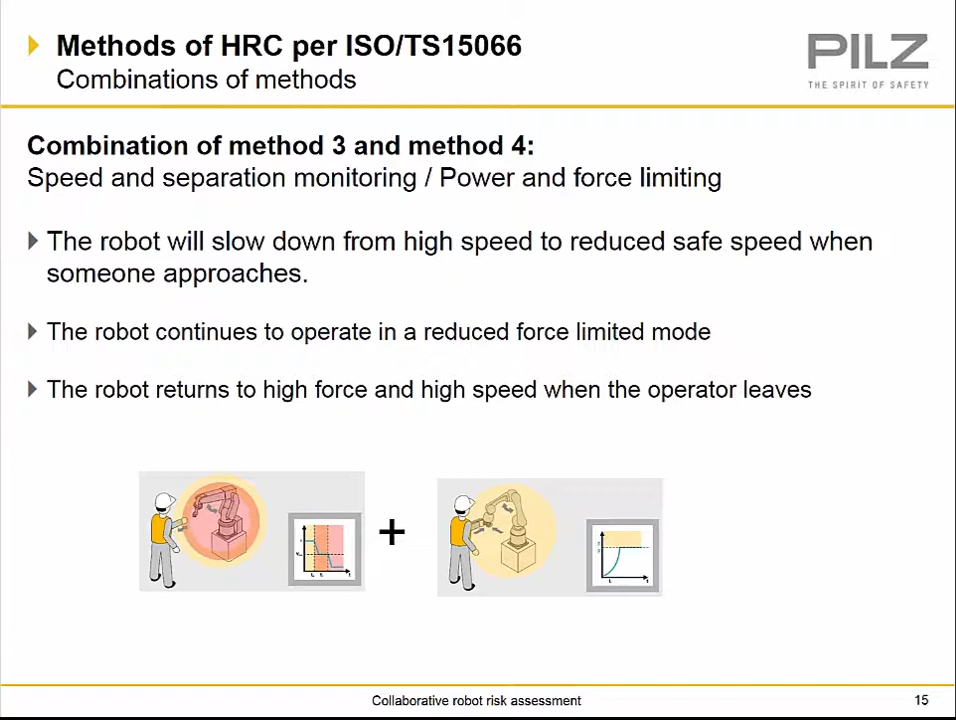 Methods of HRC per ISO/TS15066
Combinations of methods
PILZ
THE SPIRIT OF SAFETY
Combination of method 3 and method 4:
Speed and separation monitoring / Power and force limiting
The robot will slow down from high speed to reduced safe speed when
someone approaches.
The robot continues to operate in a reduced force limited mode
The robot returns to high force and high speed when the operator leaves
+
Collaborative robot risk assessment
15